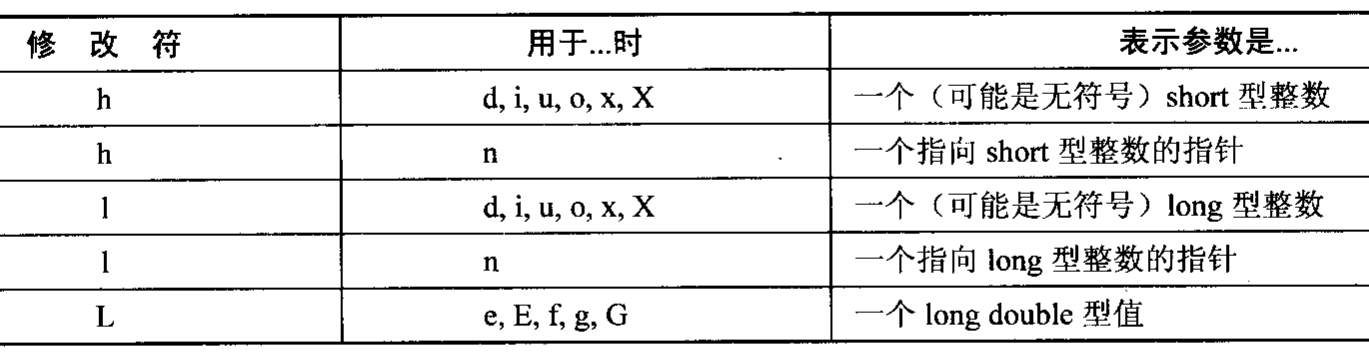 修 改 符 用于...时 表示参数是...
h d, i, u, o, x, X 一个（可能是无符号）short 型整数
h n 一个指向 short 型整数的指针
l d, i, u, o, x, X 一个（可能是无符号）long 型整数
l n 一个指向 long 型整数的指针
L e, E, f, g, G 一个 long double 型值